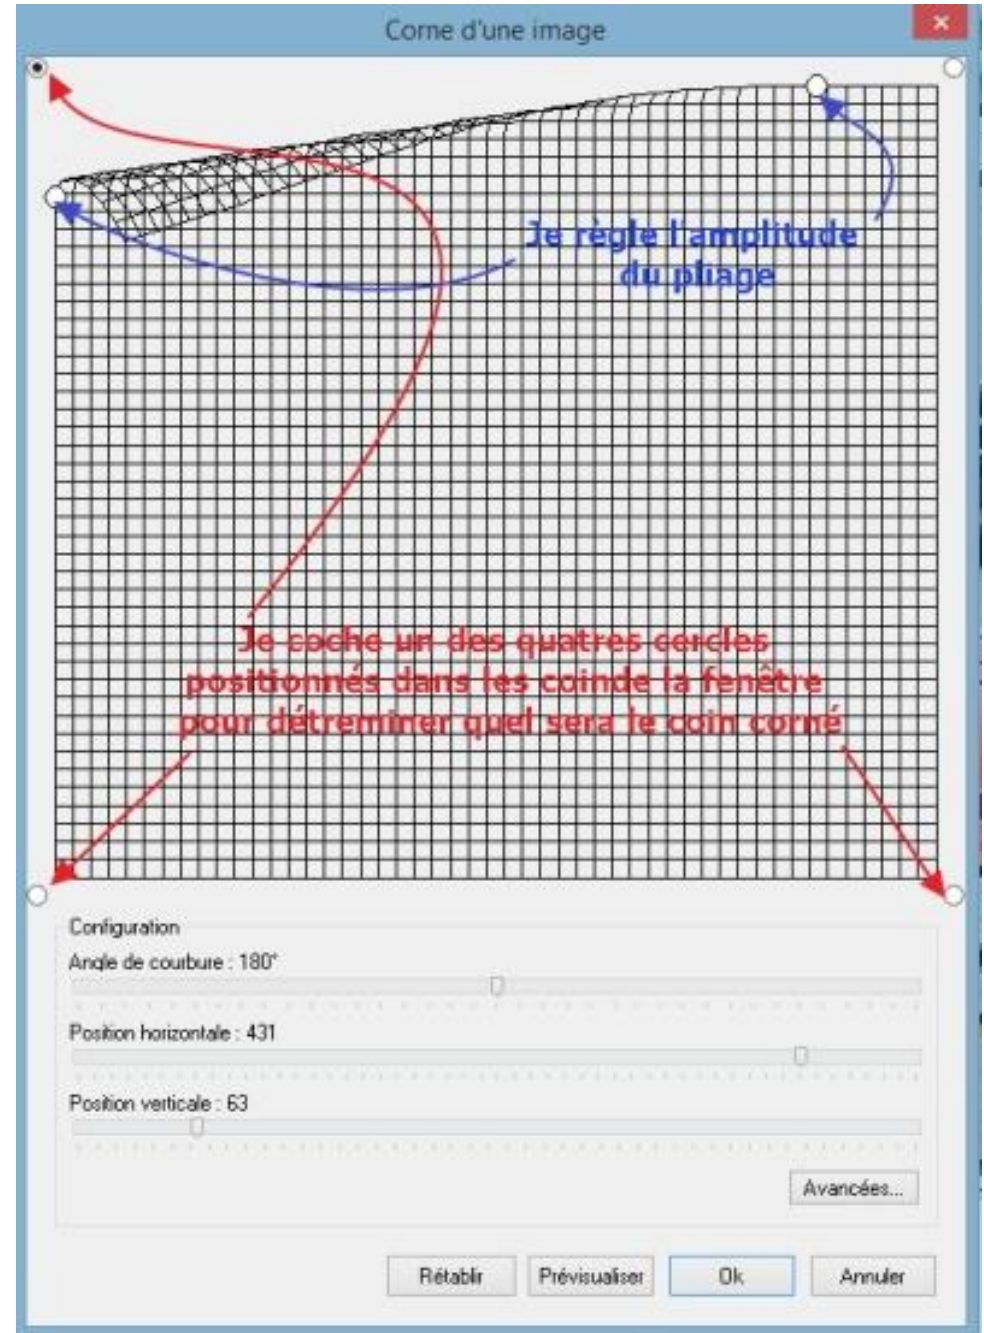 Corne d'une image
Je règle l'amplitude
du pliage
Je coche un des quatres cercles
positionnés dans les coinde la fenêtre
pour détreminer quel sera le coin corné
Configuration
Angle de courbure : 180°
Position horizontale : 431
Position verticale : 63
Avancées...
Rétablir Prévisualiser Ok Annuler